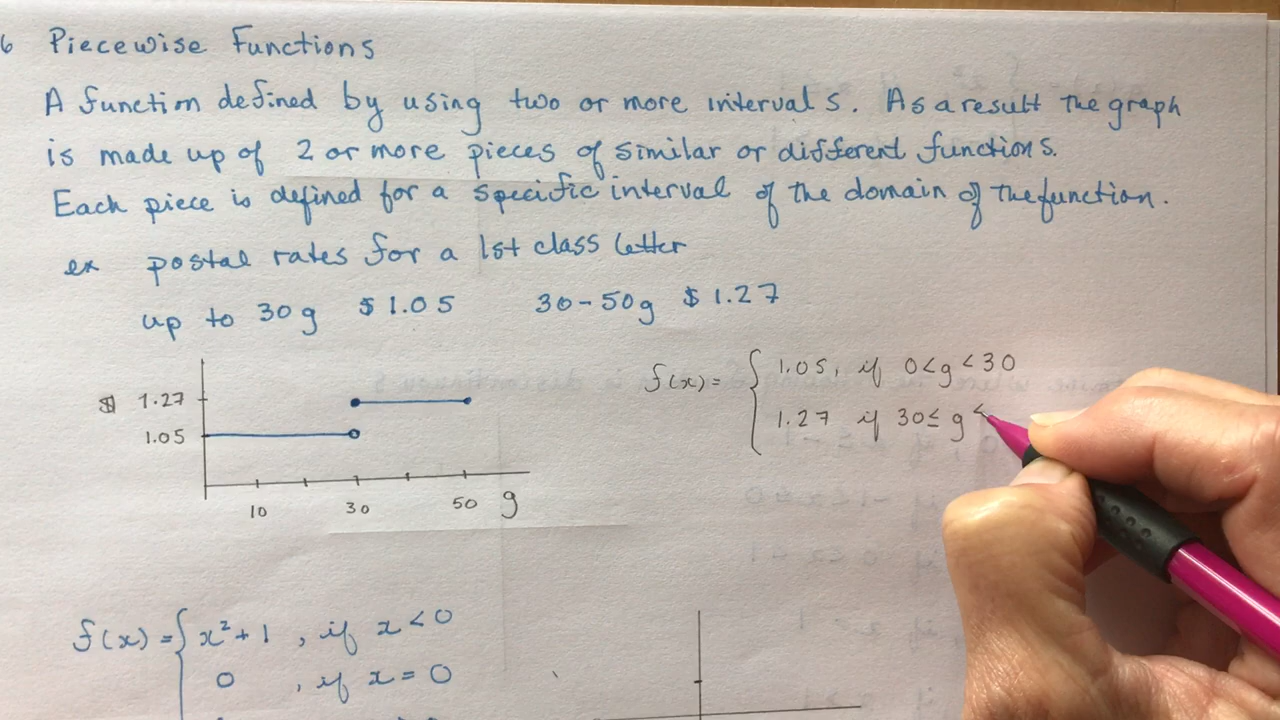 6 Piecewise Functions
A function defined by using two or more intervals. As a result the graph
is made up of 2 or more pieces of similar or different functions.
Each piece is defined for a specific interval of the domain of the function.
ex postal rates for a 1st class letter
up to 30g $1.05 30-50g $1.27
$ 1.27
1.05
10 30 50 g
f(x)= { 1.05, if 0<g<30
1.27 if 30≤g<
f(x)= { x²+1, if x<0
0, if x=0